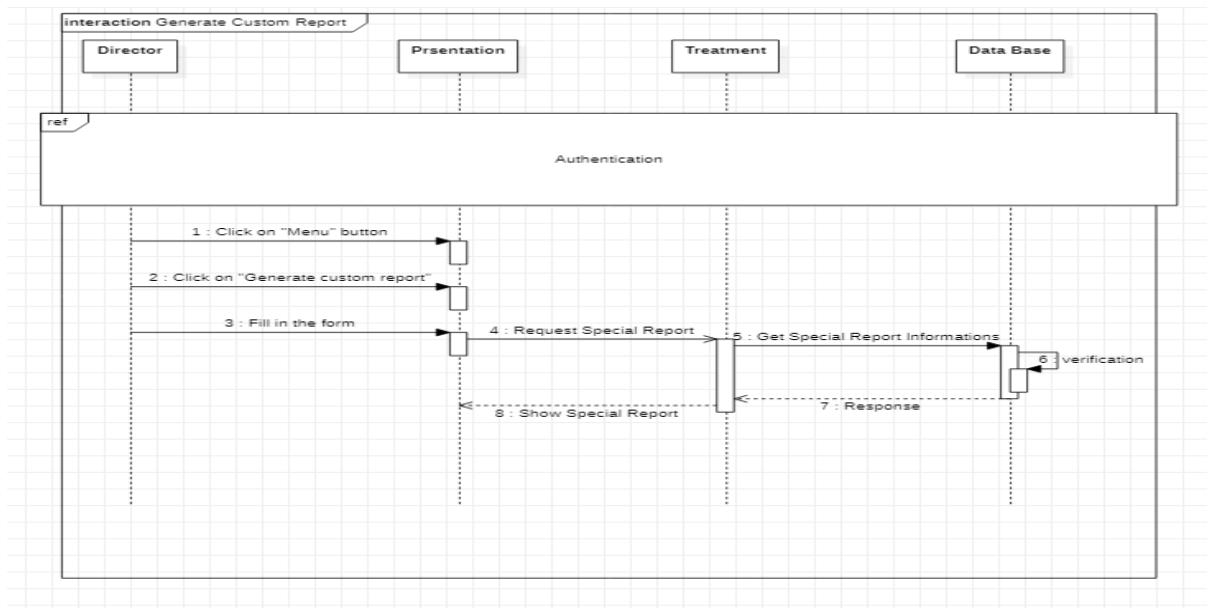 interaction Generate Custom Report
Director
Prsentation
Treatment
Data Base
ref
Authentication
1 : Click on "Menu" button
2 : Click on "Generate custom report"
3 : Fill in the form
4 : Request Special Report
5 : Get Special Report Informations
6 : verification
7 : Response
8 : Show Special Report